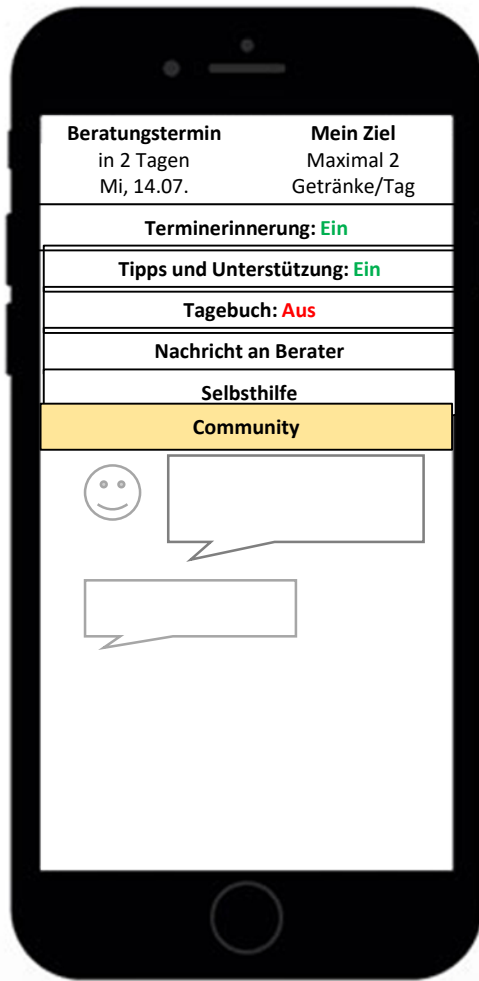 Beratungstermin
in 2 Tagen
Mi, 14.07.
Mein Ziel
Maximal 2
Getränke/Tag
Terminerinnerung: Ein
Tipps und Unterstützung: Ein
Tagebuch: Aus
Nachricht an Berater
Selbsthilfe
Community